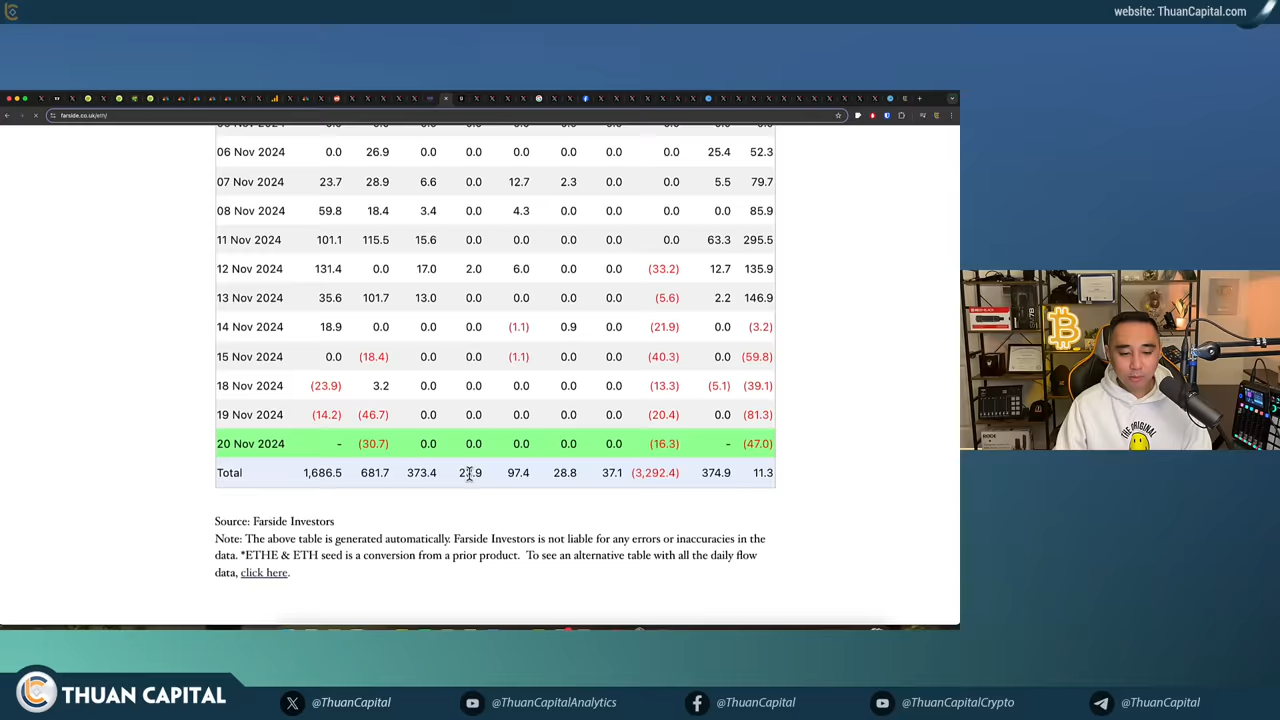 website: ThuanCapital.com
farside.co.uk/eth/
06 Nov 2024 0.0 26.9 0.0 0.0 0.0 0.0 0.0 0.0 25.4 52.3
07 Nov 2024 23.7 28.9 6.6 0.0 12.7 2.3 0.0 0.0 5.5 79.7
08 Nov 2024 59.8 18.4 3.4 0.0 4.3 0.0 0.0 0.0 0.0 85.9
11 Nov 2024 101.1 115.5 15.6 0.0 0.0 0.0 0.0 0.0 63.3 295.5
12 Nov 2024 131.4 0.0 17.0 2.0 6.0 0.0 0.0 (33.2) 12.7 135.9
13 Nov 2024 35.6 101.7 13.0 0.0 0.0 0.0 0.0 (5.6) 2.2 146.9
14 Nov 2024 18.9 0.0 0.0 0.0 (1.1) 0.9 0.0 (21.9) 0.0 (3.2)
15 Nov 2024 0.0 (18.4) 0.0 0.0 (1.1) 0.0 0.0 (40.3) 0.0 (59.8)
18 Nov 2024 (23.9) 3.2 0.0 0.0 0.0 0.0 0.0 (13.3) (5.1) (39.1)
19 Nov 2024 (14.2) (46.7) 0.0 0.0 0.0 0.0 0.0 (20.4) 0.0 (81.3)
20 Nov 2024 - (30.7) 0.0 0.0 0.0 0.0 0.0 (16.3) - (47.0)
Total 1,686.5 681.7 373.4 97.4 28.8 37.1 (3,292.4) 374.9 11.3
Source: Farside Investors
Note: The above table is generated automatically. Farside Investors is not liable for any errors or inaccuracies in the
data. *ETHE & ETH seed is a conversion from a prior product. To see an alternative table with all the daily flow
data, click here.
THE ORIGINAL
THUAN CAPITAL
@ThuanCapital
@ThuanCapitalAnalytics
@ThuanCapital
@ThuanCapitalCrypto
@ThuanCapital